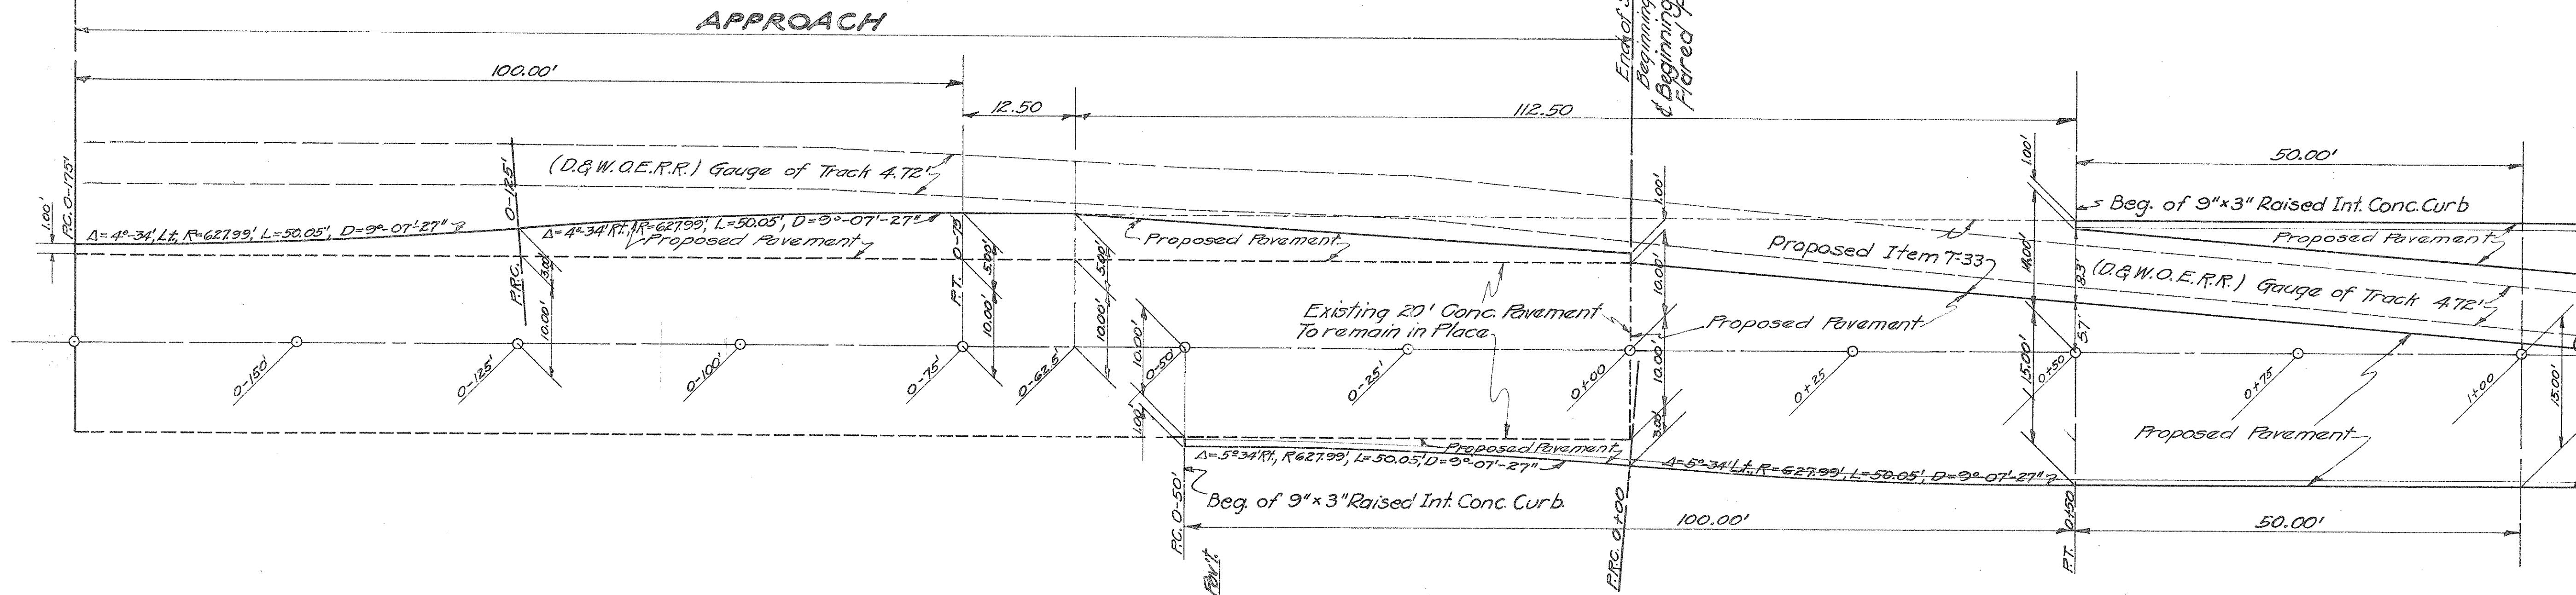 APPROACH
End of
Beginning
& Beginning
Flared
100.00'
12.50
112.50
50.00'
1.00'
P.C. 0-175'
(D.& W.O.E.R.R.) Gauge of Track 4.72'
P.R.C. 0-125'
Δ=4°-34', Lt., R=627.99', L=50.05', D=9°-07'-27"
Δ=4°-34' Rt., R=627.99', L=50.05', D=9°-07'-27"
Proposed Pavement
3.00'
10.00'
P.T. 0-75'
5.00'
10.00'
5.00'
10.00'
Proposed Pavement
1.00'
10.00'
10.00'
3.00'
Existing 20' Conc. Pavement
To remain in Place
Proposed Item T-33
Proposed Pavement
1.00'
14.00'
8.3'
5.7'
15.00'
Beg. of 9"x3" Raised Int. Conc. Curb
Proposed Pavement
(D.& W.O.E.R.R.) Gauge of Track 4.72'
0-150'
0-125'
0-100'
0-75'
0-62.5'
10.00'
0-50'
1.00'
0-25'
0+00
0+25
0+50
0+75
1+00
15.00'
Proposed Pavement
Proposed Pavement
Δ=5°34' Rt., R627.99', L=50.05', D=9°-07'-27"
Δ=5°-34' Lt., R=627.99', L=50.05', D=9°-07'-27"
Beg. of 9"x3" Raised Int. Conc. Curb.
P.C. 0-50'
P.R.C. 0+00
P.T. 0+50
100.00'
50.00'
Pav't.